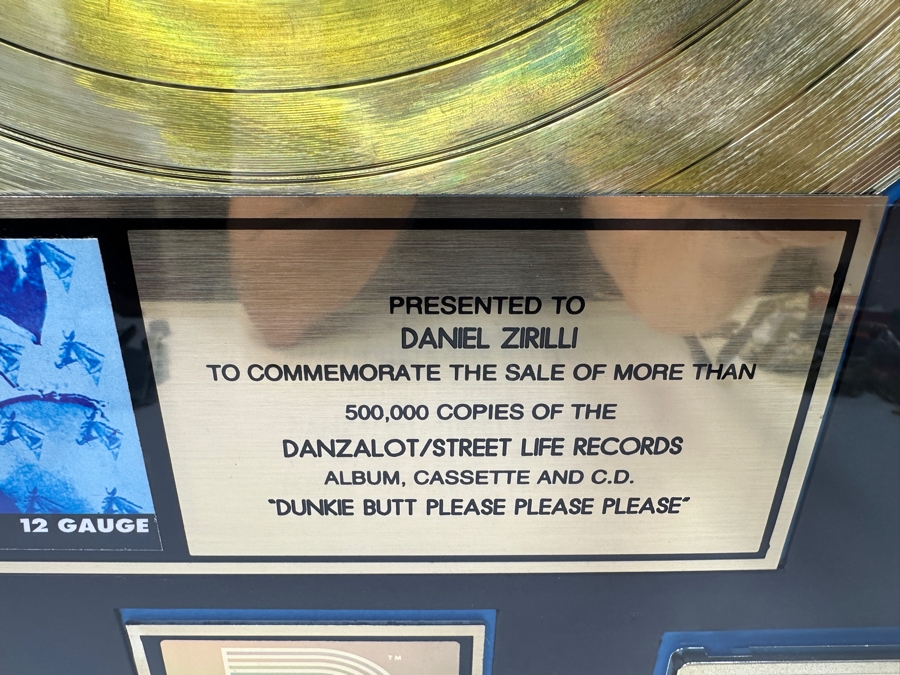 PRESENTED TO
DANIEL ZIRILLI
TO COMMEMORATE THE SALE OF MORE THAN
500,000 COPIES OF THE
DANZALOT/STREET LIFE RECORDS
ALBUM, CASSETTE AND C.D.
"DUNKIE BUTT PLEASE PLEASE PLEASE"
12 GAUGE
TM